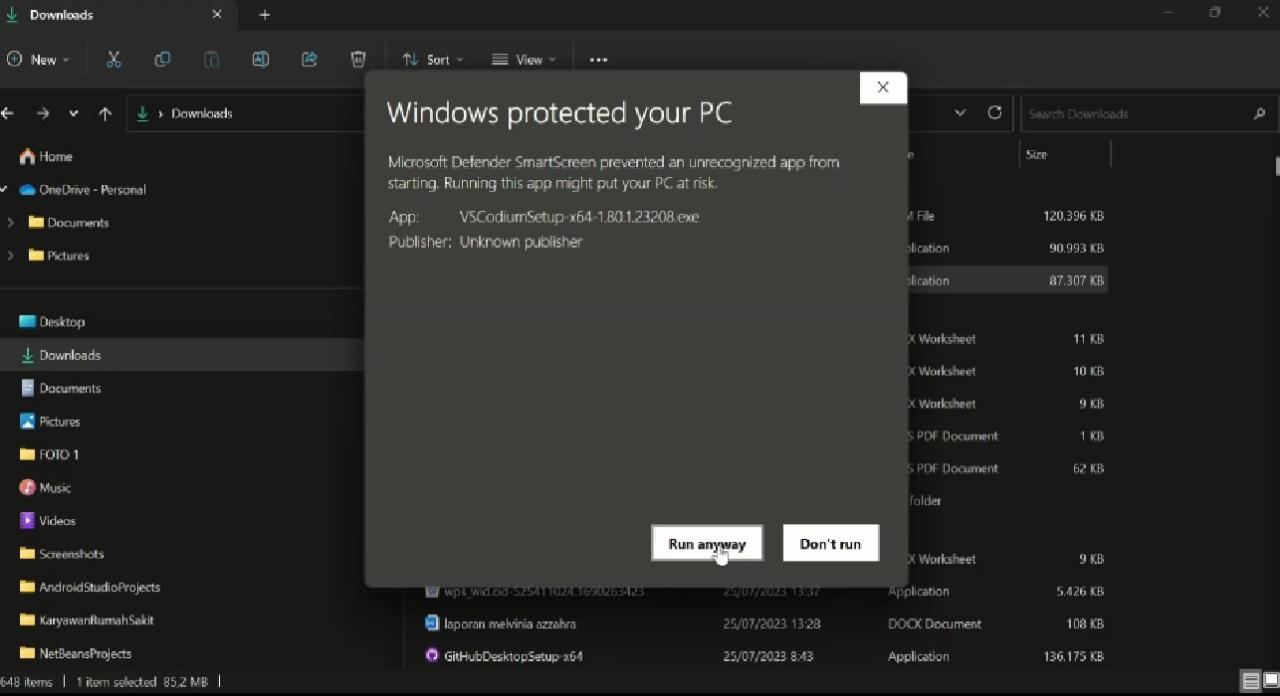 Downloads
New
Sort
View
Downloads
Search Downloads
Home
OneDrive - Personal
Documents
Pictures
Desktop
Downloads
Documents
Pictures
FOTO 1
Music
Videos
Screenshots
AndroidStudioProjects
KaryawanRumahSakit
NetBeansProjects
Windows protected your PC
Microsoft Defender SmartScreen prevented an unrecognized app from
starting. Running this app might put your PC at risk.
App: VSCodiumSetup-x64-1.80.1.23208.exe
Publisher: Unknown publisher
Run anyway
Don't run
e Size
M File 120.396 KB
plication 90.993 KB
plication 87.307 KB
X Worksheet 11 KB
X Worksheet 10 KB
X Worksheet 9 KB
S PDF Document 1 KB
S PDF Document 62 KB
folder
X Worksheet 9 KB
wps_wid.cid-525411024.1690263423 25/07/2023 13:37 Application 5.426 KB
laporan melvinia azzahra 25/07/2023 13:28 DOCX Document 108 KB
GitHubDesktopSetup-x64 25/07/2023 8:43 Application 136.175 KB
648 items 1 item selected 85,2 MB